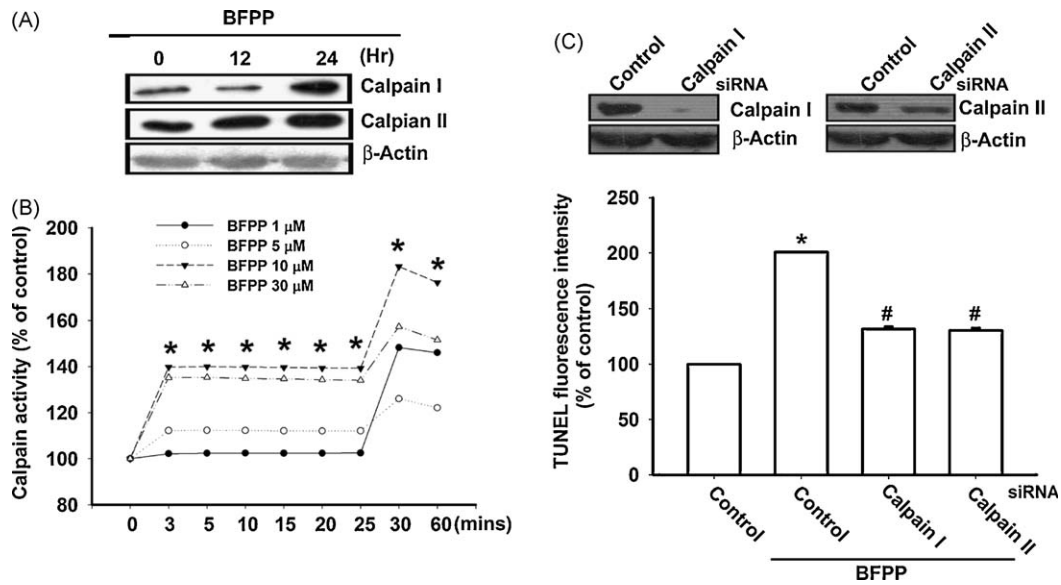 (A)
BFPP
0 12 24 (Hr)
Calpain I
Calpian II
β-Actin
(B)
Calpain activity (% of control)
200
180
160
140
120
100
80
BFPP 1 μM
BFPP 5 μM
BFPP 10 μM
BFPP 30 μM
* * * * * * * *
0 3 5 10 15 20 25 30 60 (mins)
(C)
Control Calpain I siRNA
Calpain I
β-Actin
Control Calpain II siRNA
Calpain II
β-Actin
TUNEL fluorescence intensity
(% of control)
250
200
150
100
50
0
* # #
Control Control Calpain I Calpain II siRNA
BFPP